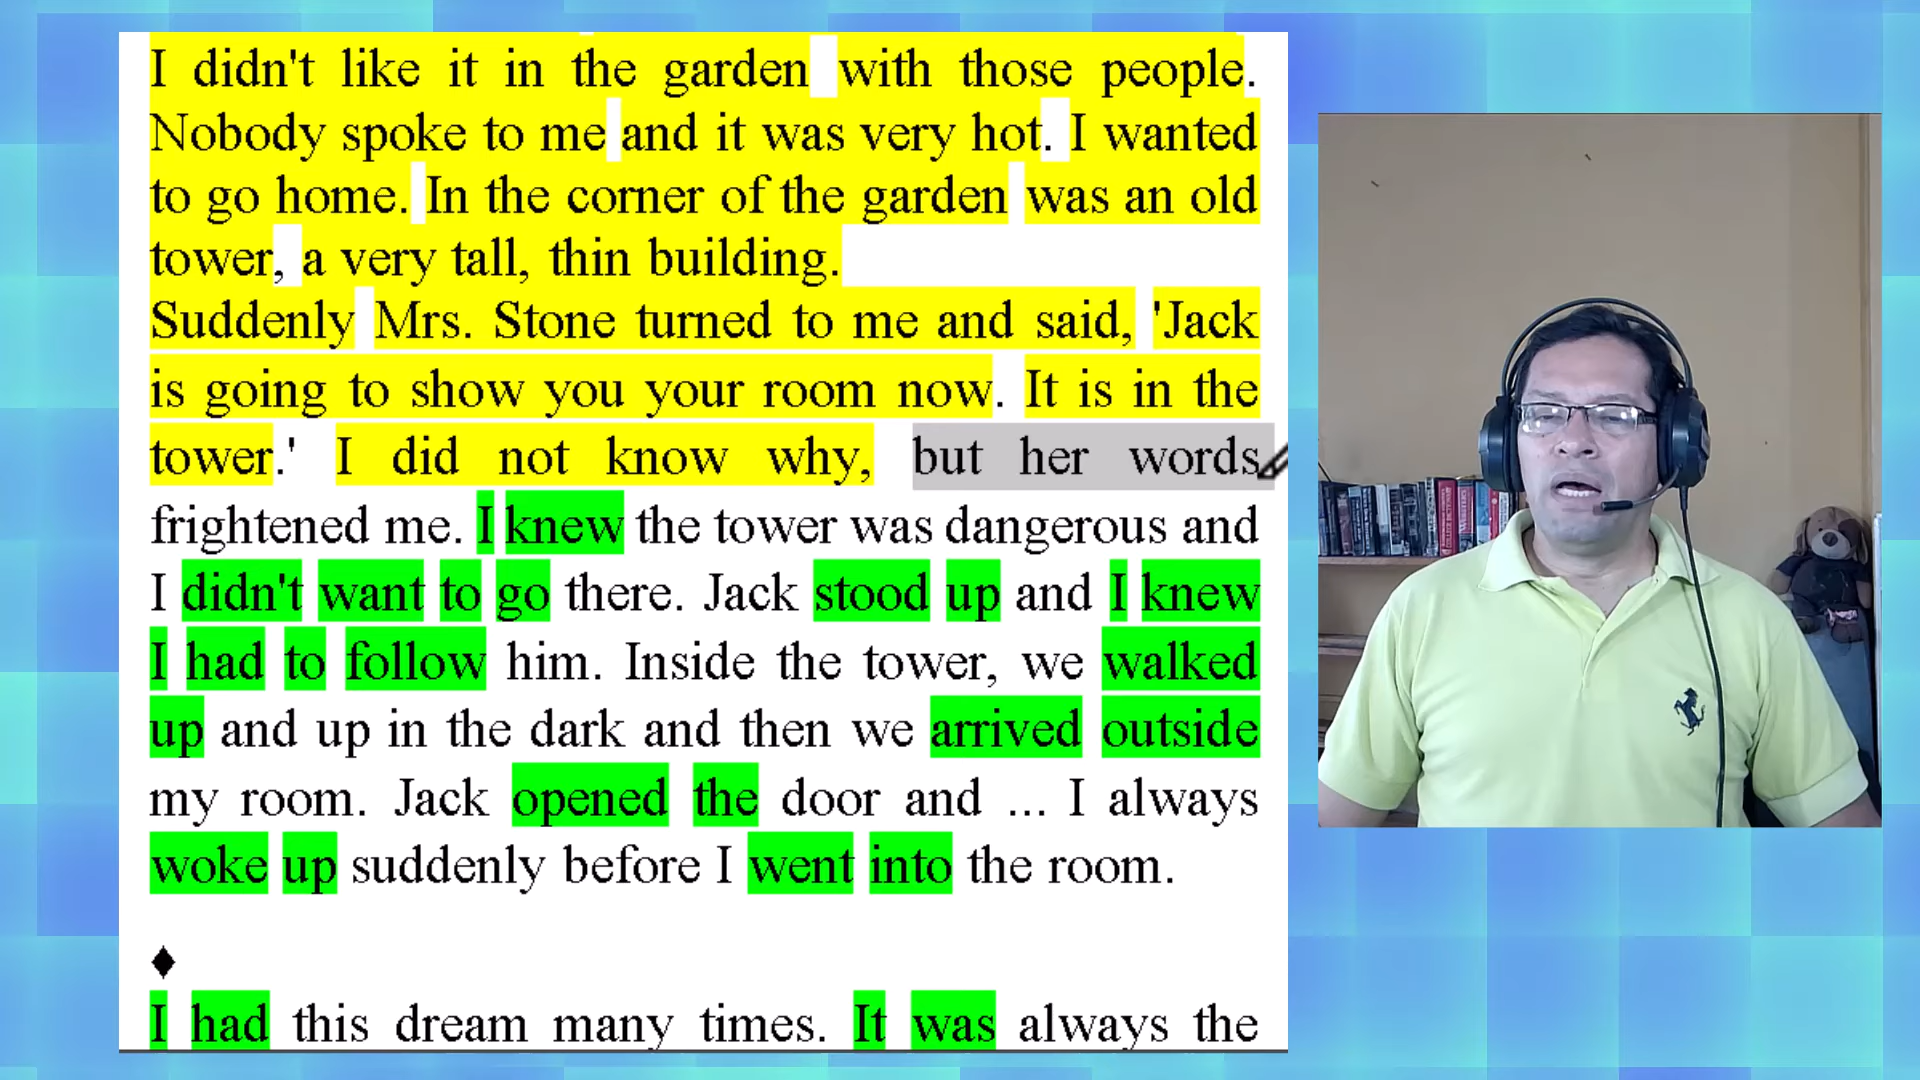 I didn't like it in the garden with those people.
Nobody spoke to me and it was very hot. I wanted
to go home. In the corner of the garden was an old
tower, a very tall, thin building.
Suddenly Mrs. Stone turned to me and said, 'Jack
is going to show you your room now. It is in the
tower.' I did not know why, but her words
frightened me. I knew the tower was dangerous and
I didn't want to go there. Jack stood up and I knew
I had to follow him. Inside the tower, we walked
up and up in the dark and then we arrived outside
my room. Jack opened the door and ... I always
woke up suddenly before I went into the room.
♦
I had this dream many times. It was always the